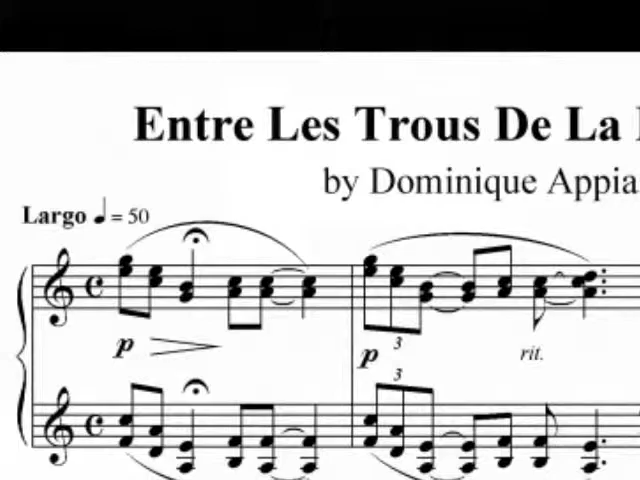 Entre Les Trous De La
by Dominique Appia
Largo ♩ = 50
p
3
p
rit.
3